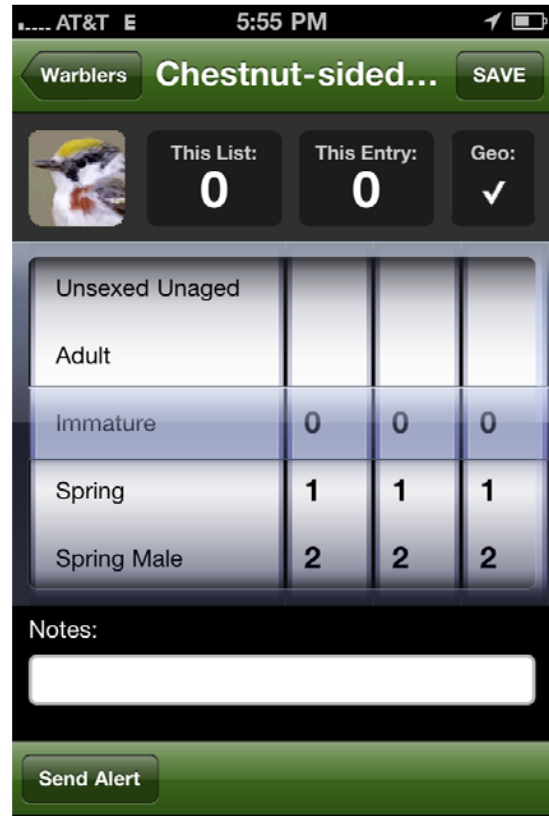 ..... AT&T E 5:55 PM
Warblers Chestnut-sided... SAVE
This List: This Entry: Geo:
0 0 ✓
Unsexed Unaged
Adult
Immature 0 0 0
Spring 1 1 1
Spring Male 2 2 2
Notes:
Send Alert